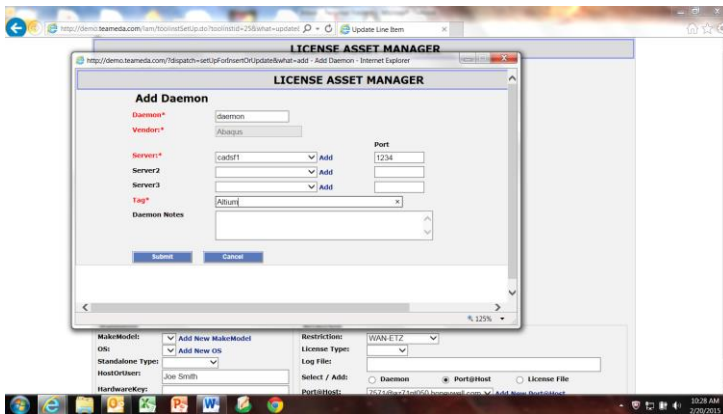 http://demo.teameda.com/lam/toolinstSetUp.do?toolinstid=258&what=updatel
Update Line Item
LICENSE ASSET MANAGER
http://demo.teameda.com/?dispatch=setUpForInsertOrUpdate&what=add - Add Daemon - Internet Explorer
LICENSE ASSET MANAGER
Add Daemon
Daemon* daemon
Vendor:* Abaqus
Port
Server:* cadsf1 Add 1234
Server2 Add
Server3 Add
Tag* Altium x
Daemon Notes
Submit Cancel
125%
MakeModel: Add New MakeModel Restriction: WAN-ETZ
OS: Add New OS License Type:
Standalone Type: Log File:
HostOrUser: Joe Smith Select / Add: Daemon Port@Host License File
HardwareKey: Port@Host: Add New Port@Host
10:28 AM